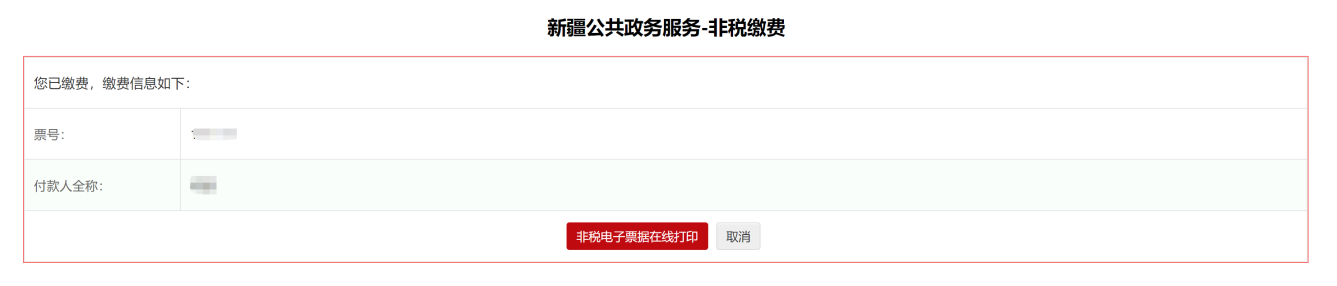 新疆公共政务服务-非税缴费
您已缴费，缴费信息如下：
票号：
付款人全称：
非税电子票据在线打印 取消